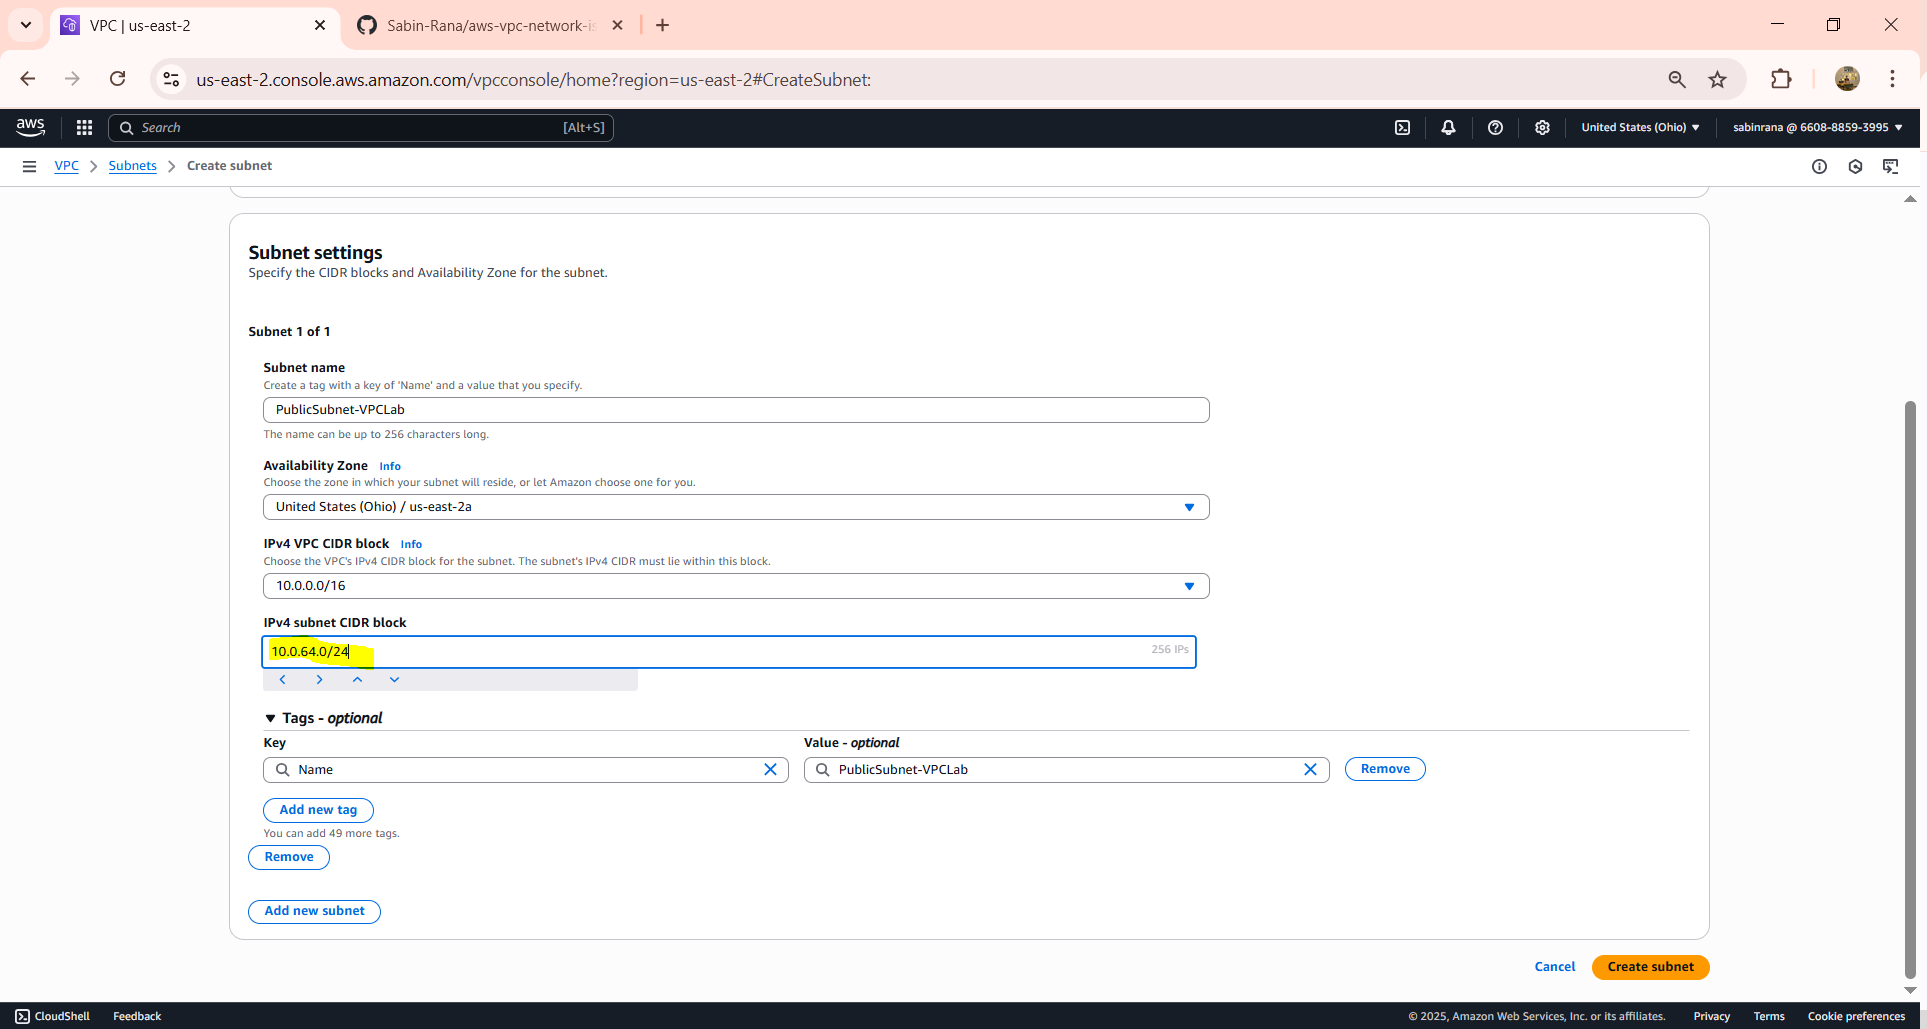 VPC | us-east-2
Sabin-Rana/aws-vpc-network-is
us-east-2.console.aws.amazon.com/vpcconsole/home?region=us-east-2#CreateSubnet:
aws
Search
[Alt+S]
United States (Ohio)
sabinrana @ 6608-8859-3995
VPC
Subnets
Create subnet
Subnet settings
Specify the CIDR blocks and Availability Zone for the subnet.
Subnet 1 of 1
Subnet name
Create a tag with a key of 'Name' and a value that you specify.
PublicSubnet-VPCLab
The name can be up to 256 characters long.
Availability Zone Info
Choose the zone in which your subnet will reside, or let Amazon choose one for you.
United States (Ohio) / us-east-2a
IPv4 VPC CIDR block Info
Choose the VPC's IPv4 CIDR block for the subnet. The subnet's IPv4 CIDR must lie within this block.
10.0.0.0/16
IPv4 subnet CIDR block
10.0.64.0/24
256 IPs
Tags - optional
Key
Value - optional
Name
PublicSubnet-VPCLab
Remove
Add new tag
You can add 49 more tags.
Remove
Add new subnet
Cancel
Create subnet
CloudShell
Feedback
© 2025, Amazon Web Services, Inc. or its affiliates.
Privacy
Terms
Cookie preferences